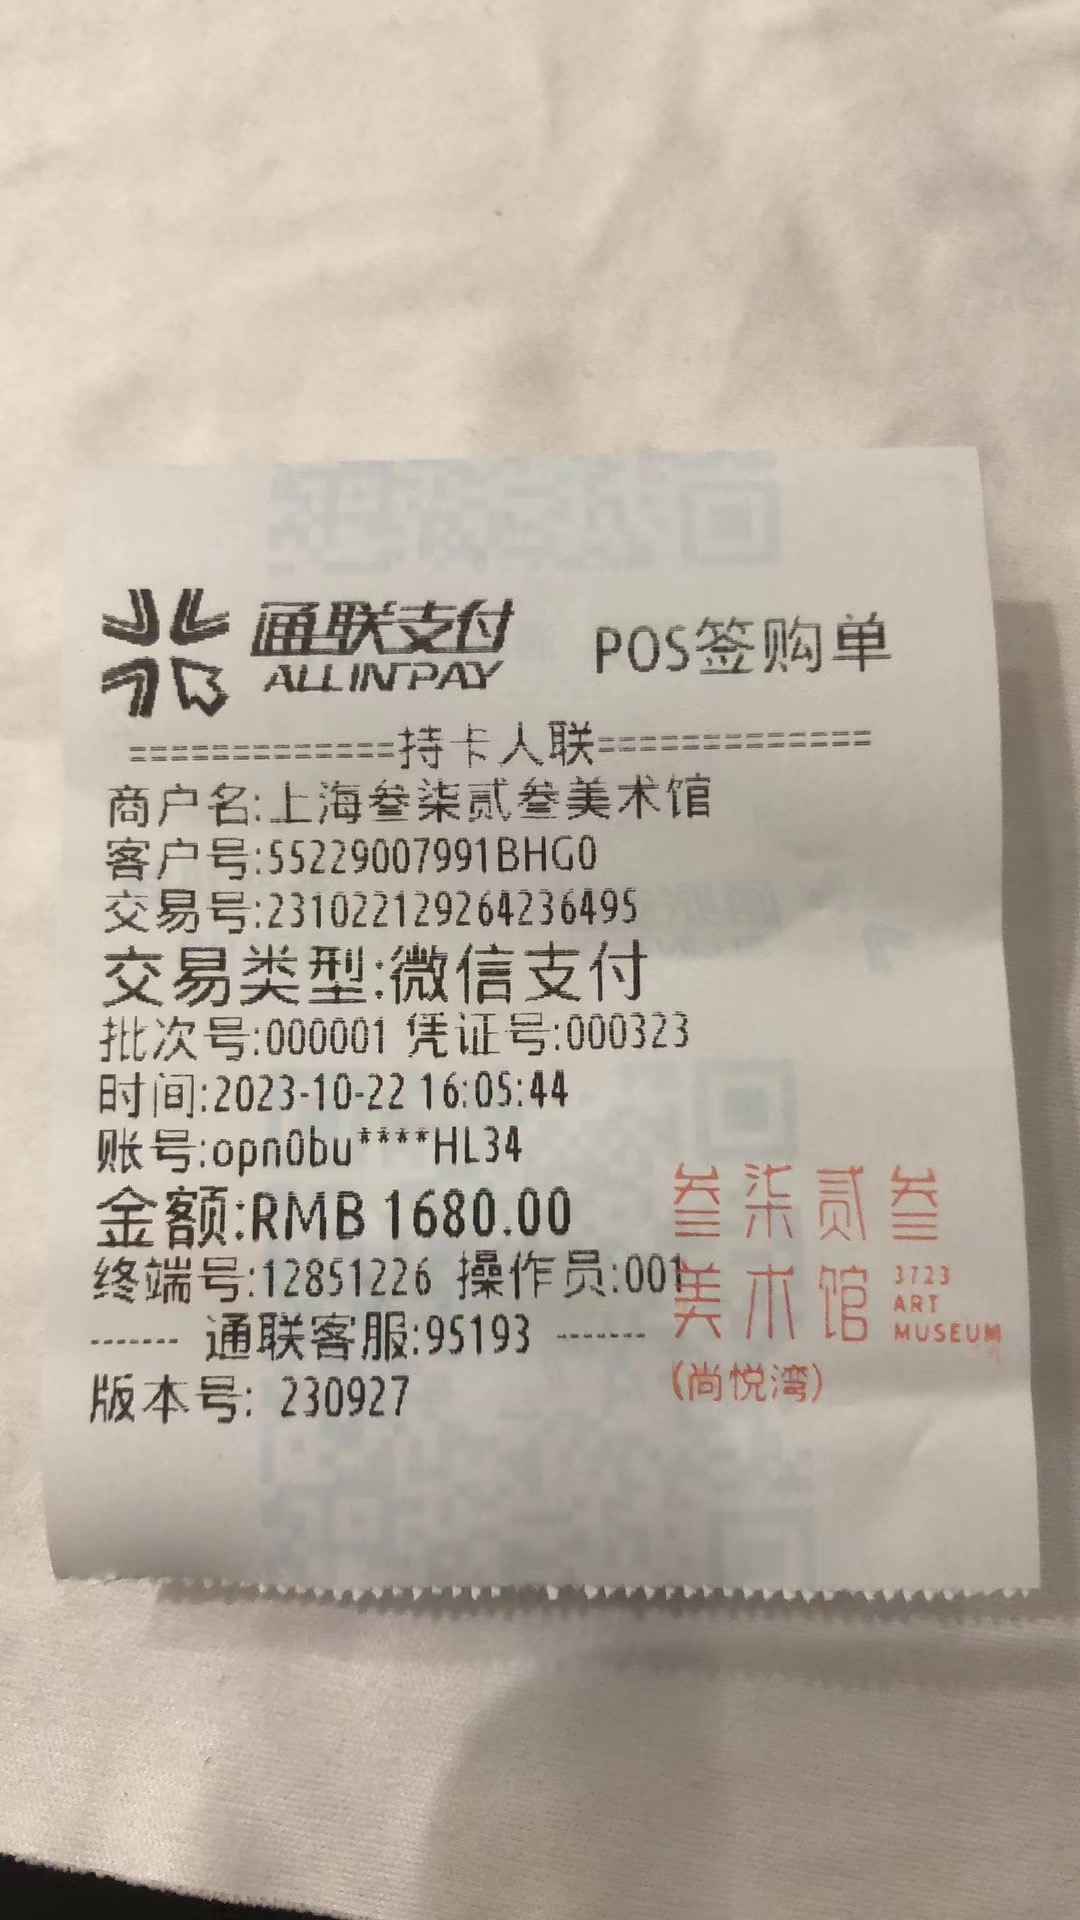 通联支付 POS签购单
ALLINPAY
=============持卡人联=============
商户名:上海叁柒贰叁美术馆
客户号:55229007991BHG0
交易号:231022129264236495
交易类型:微信支付
批次号:000001 凭证号:000323
时间:2023-10-22 16:05:44
账号:opn0bu****HL34
金额:RMB 1680.00
终端号:12851226 操作员:001
------- 通联客服:95193 -------
版本号: 230927
叁柒贰叁
美术馆
3723
ART
MUSEUM
(尚悦湾)